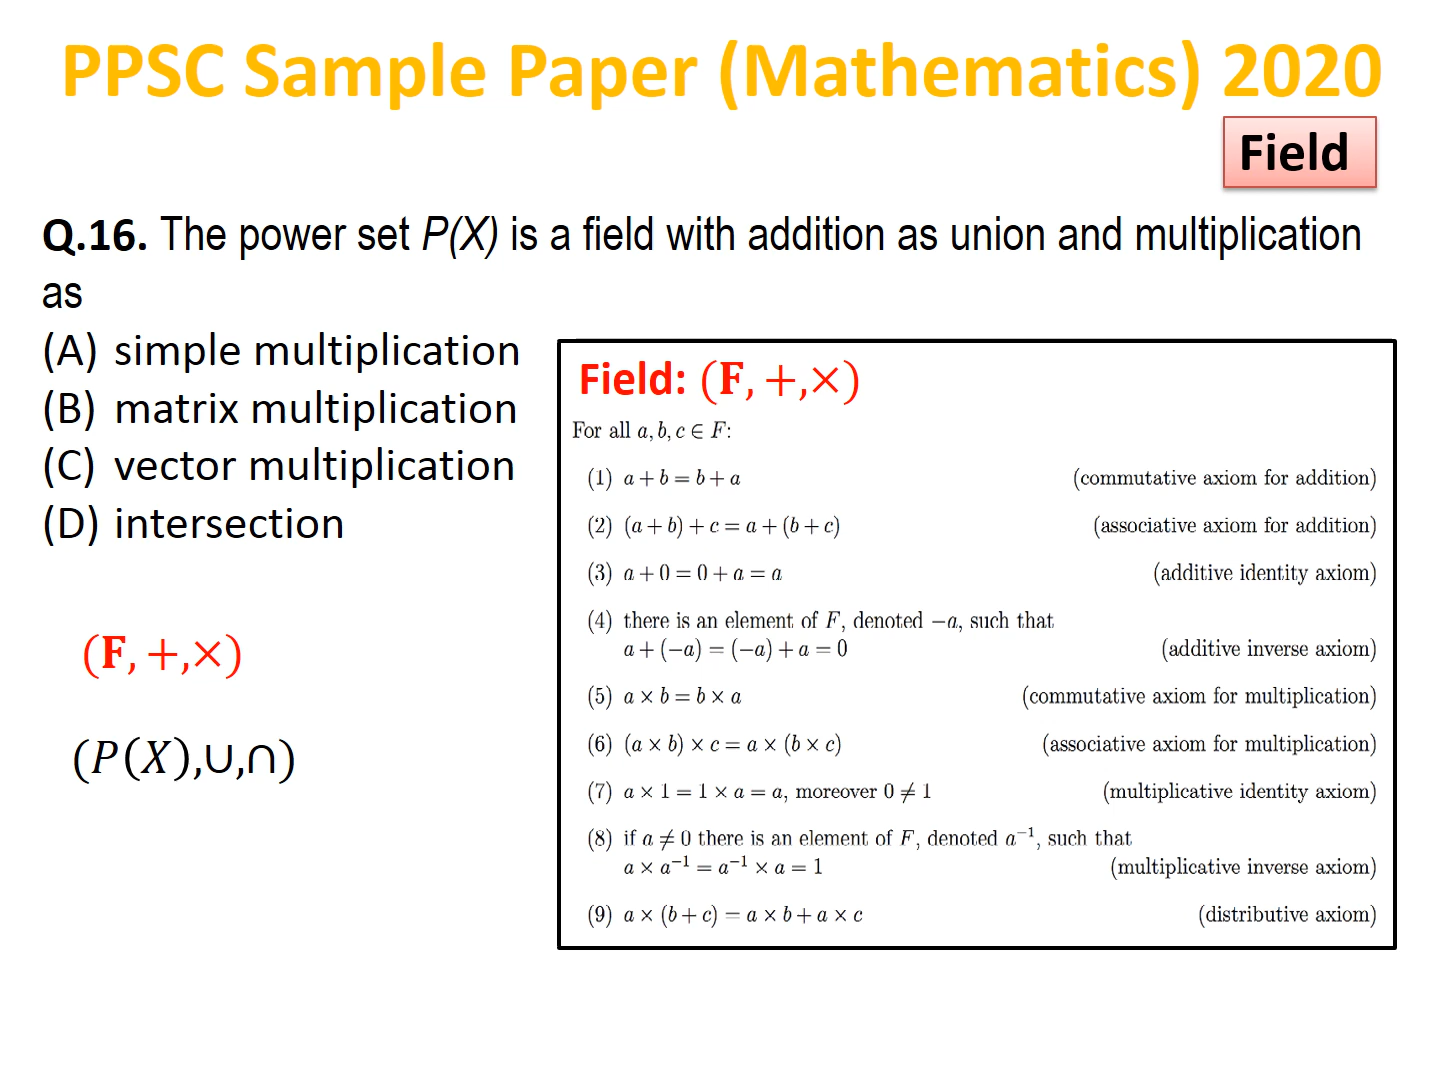 PPSC Sample Paper (Mathematics) 2020
Field
Q.16. The power set P(X) is a field with addition as union and multiplication
as
(A) simple multiplication
(B) matrix multiplication
(C) vector multiplication
(D) intersection
(𝐅, +,×)
(P(X),∪,∩)
Field: (𝐅, +,×)
For all a, b, c ∈ F:
(1) a + b = b + a (commutative axiom for addition)
(2) (a + b) + c = a + (b + c) (associative axiom for addition)
(3) a + 0 = 0 + a = a (additive identity axiom)
(4) there is an element of F, denoted −a, such that
a + (−a) = (−a) + a = 0 (additive inverse axiom)
(5) a × b = b × a (commutative axiom for multiplication)
(6) (a × b) × c = a × (b × c) (associative axiom for multiplication)
(7) a × 1 = 1 × a = a, moreover 0 ≠ 1 (multiplicative identity axiom)
(8) if a ≠ 0 there is an element of F, denoted a⁻¹, such that
a × a⁻¹ = a⁻¹ × a = 1 (multiplicative inverse axiom)
(9) a × (b + c) = a × b + a × c (distributive axiom)